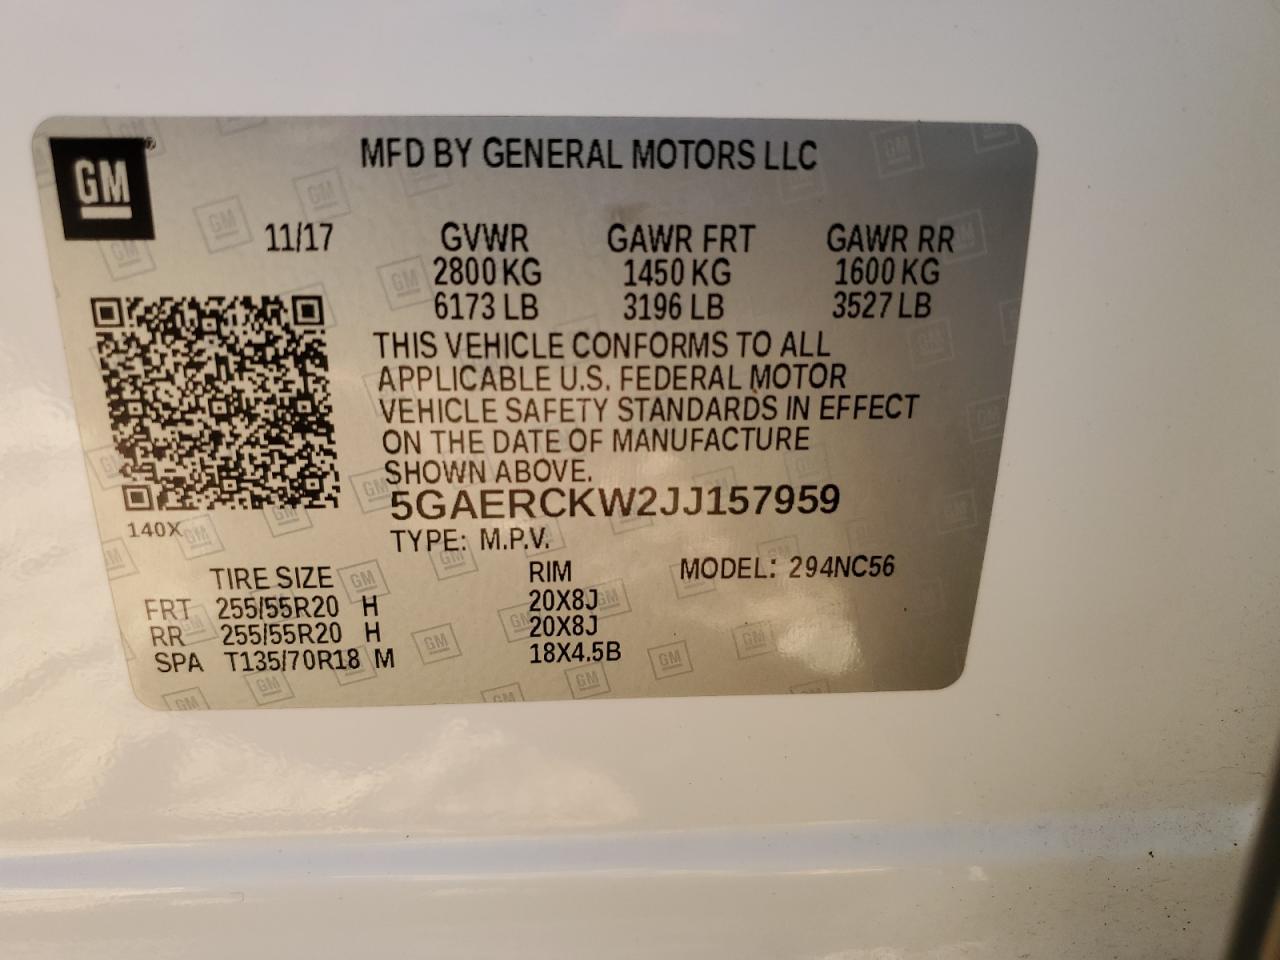 GM®
MFD BY GENERAL MOTORS LLC
11/17 GVWR GAWR FRT GAWR RR
2800 KG 1450 KG 1600 KG
6173 LB 3196 LB 3527 LB
THIS VEHICLE CONFORMS TO ALL
APPLICABLE U.S. FEDERAL MOTOR
VEHICLE SAFETY STANDARDS IN EFFECT
ON THE DATE OF MANUFACTURE
SHOWN ABOVE.
5GAERCKW2JJ157959
140X
TYPE: M.P.V.
TIRE SIZE RIM MODEL: 294NC56
FRT 255/55R20 H 20X8J
RR 255/55R20 H 20X8J
SPA T135/70R18 M 18X4.5B